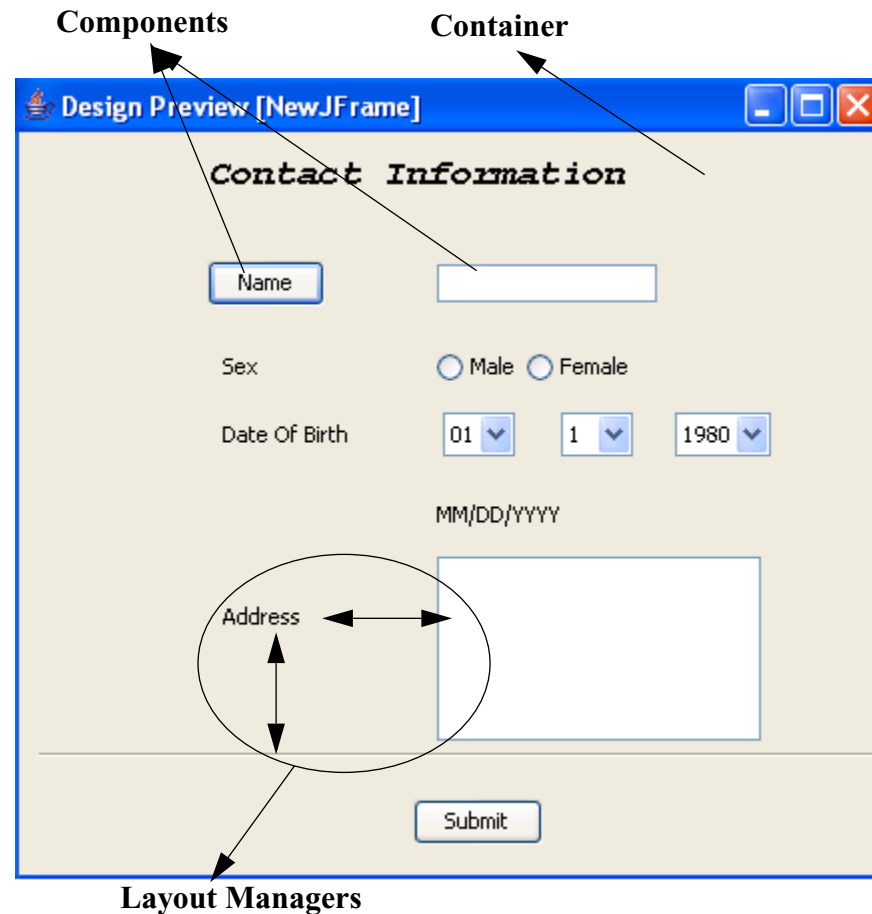 Components
Container
Design Preview [NewJFrame]
Contact Information
Name
Sex
Male Female
Date Of Birth
01 1 1980
MM/DD/YYYY
Address
Submit
Layout Managers